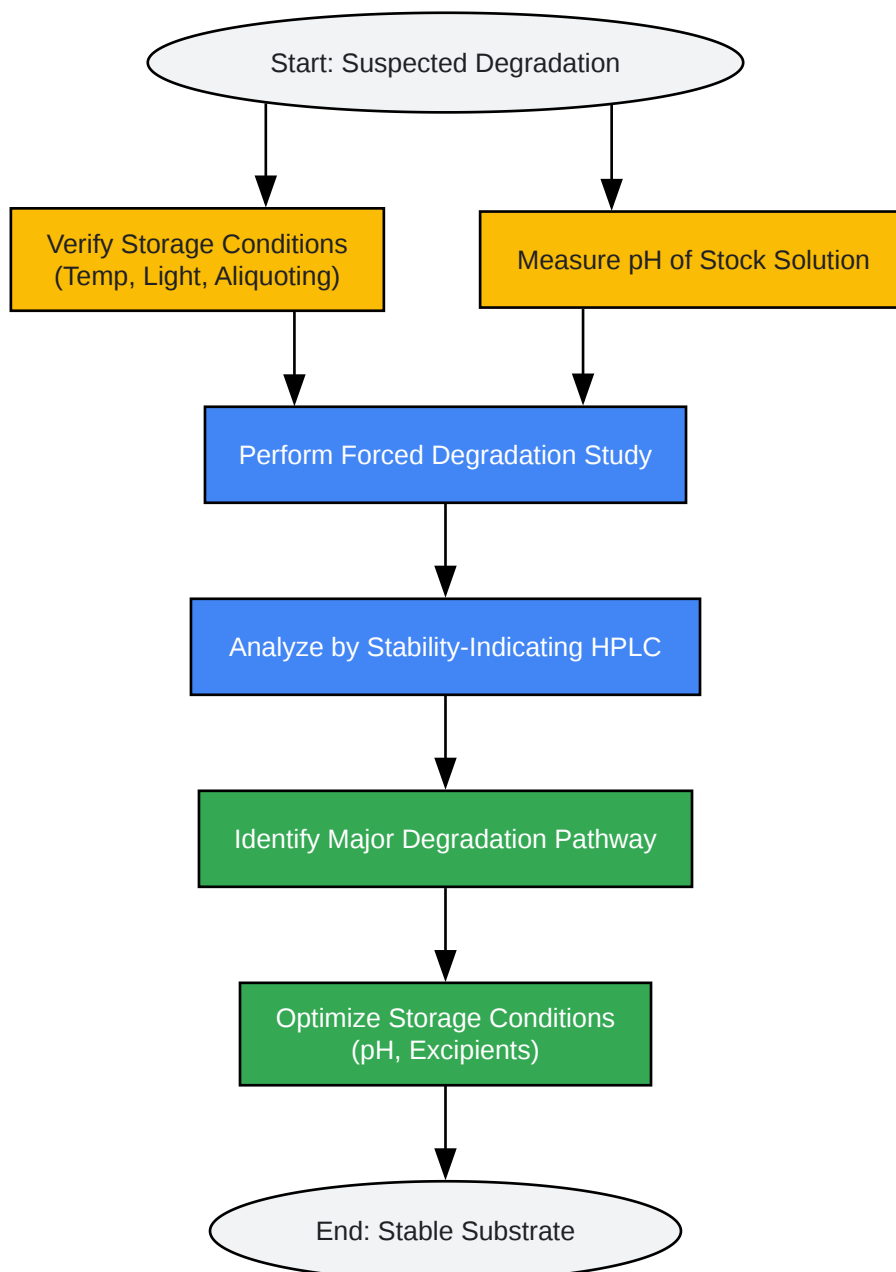 Start: Suspected Degradation
Verify Storage Conditions
(Temp, Light, Aliquoting)
Measure pH of Stock Solution
Perform Forced Degradation Study
Analyze by Stability-Indicating HPLC
Identify Major Degradation Pathway
Optimize Storage Conditions
(pH, Excipients)
End: Stable Substrate